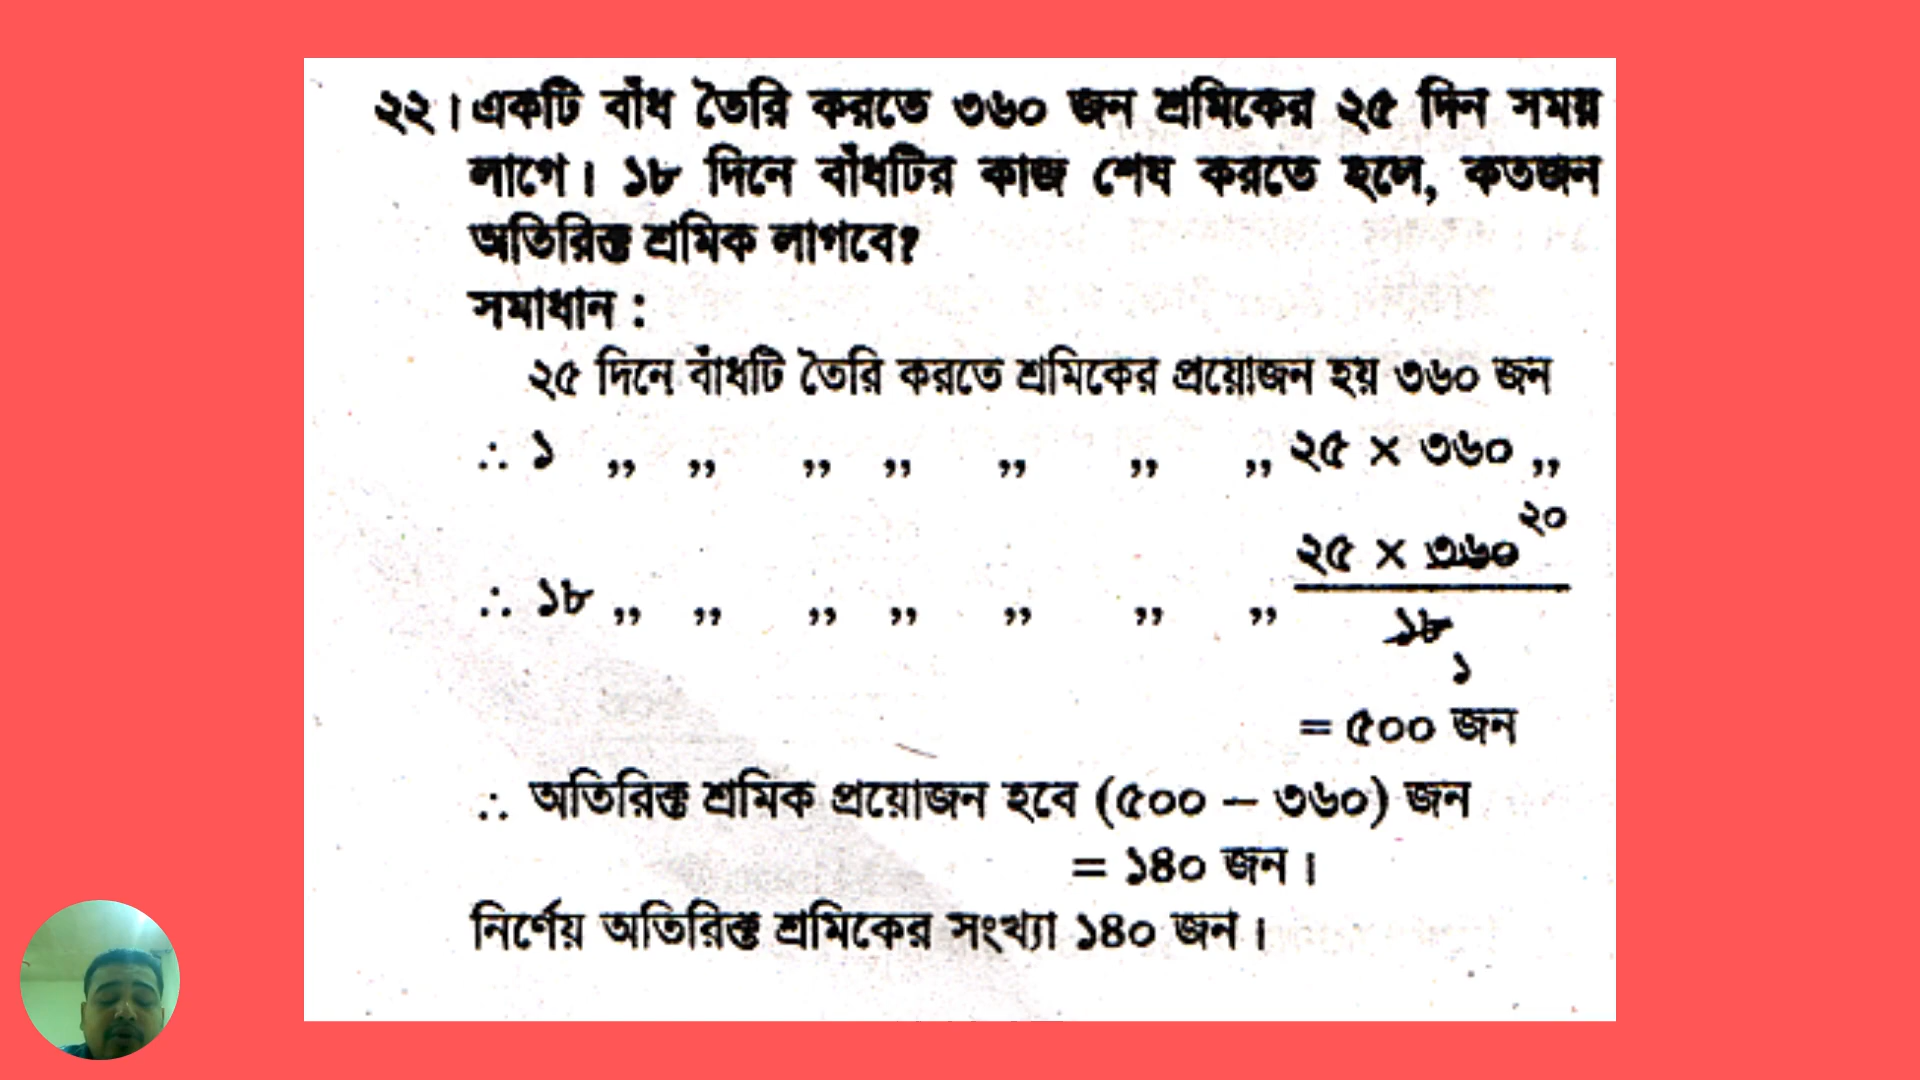 ২২। একটি বাঁধ তৈরি করতে ৩৬০ জন শ্রমিকের ২৫ দিন সময়
লাগে। ১৮ দিনে বাঁধটির কাজ শেষ করতে হলে, কতজন
অতিরিক্ত শ্রমিক লাগবে?
সমাধান :
২৫ দিনে বাঁধটি তৈরি করতে শ্রমিকের প্রয়োজন হয় ৩৬০ জন
∴ ১ ,, ,, ,, ,, ,, ,, ,, ২৫ × ৩৬০ ,,
২০
২৫ × ৩৬০
∴ ১৮ ,, ,, ,, ,, ,, ,, ,,
১৮
১
= ৫০০ জন
∴ অতিরিক্ত শ্রমিক প্রয়োজন হবে (৫০০ – ৩৬০) জন
= ১৪০ জন।
নির্ণেয় অতিরিক্ত শ্রমিকের সংখ্যা ১৪০ জন।